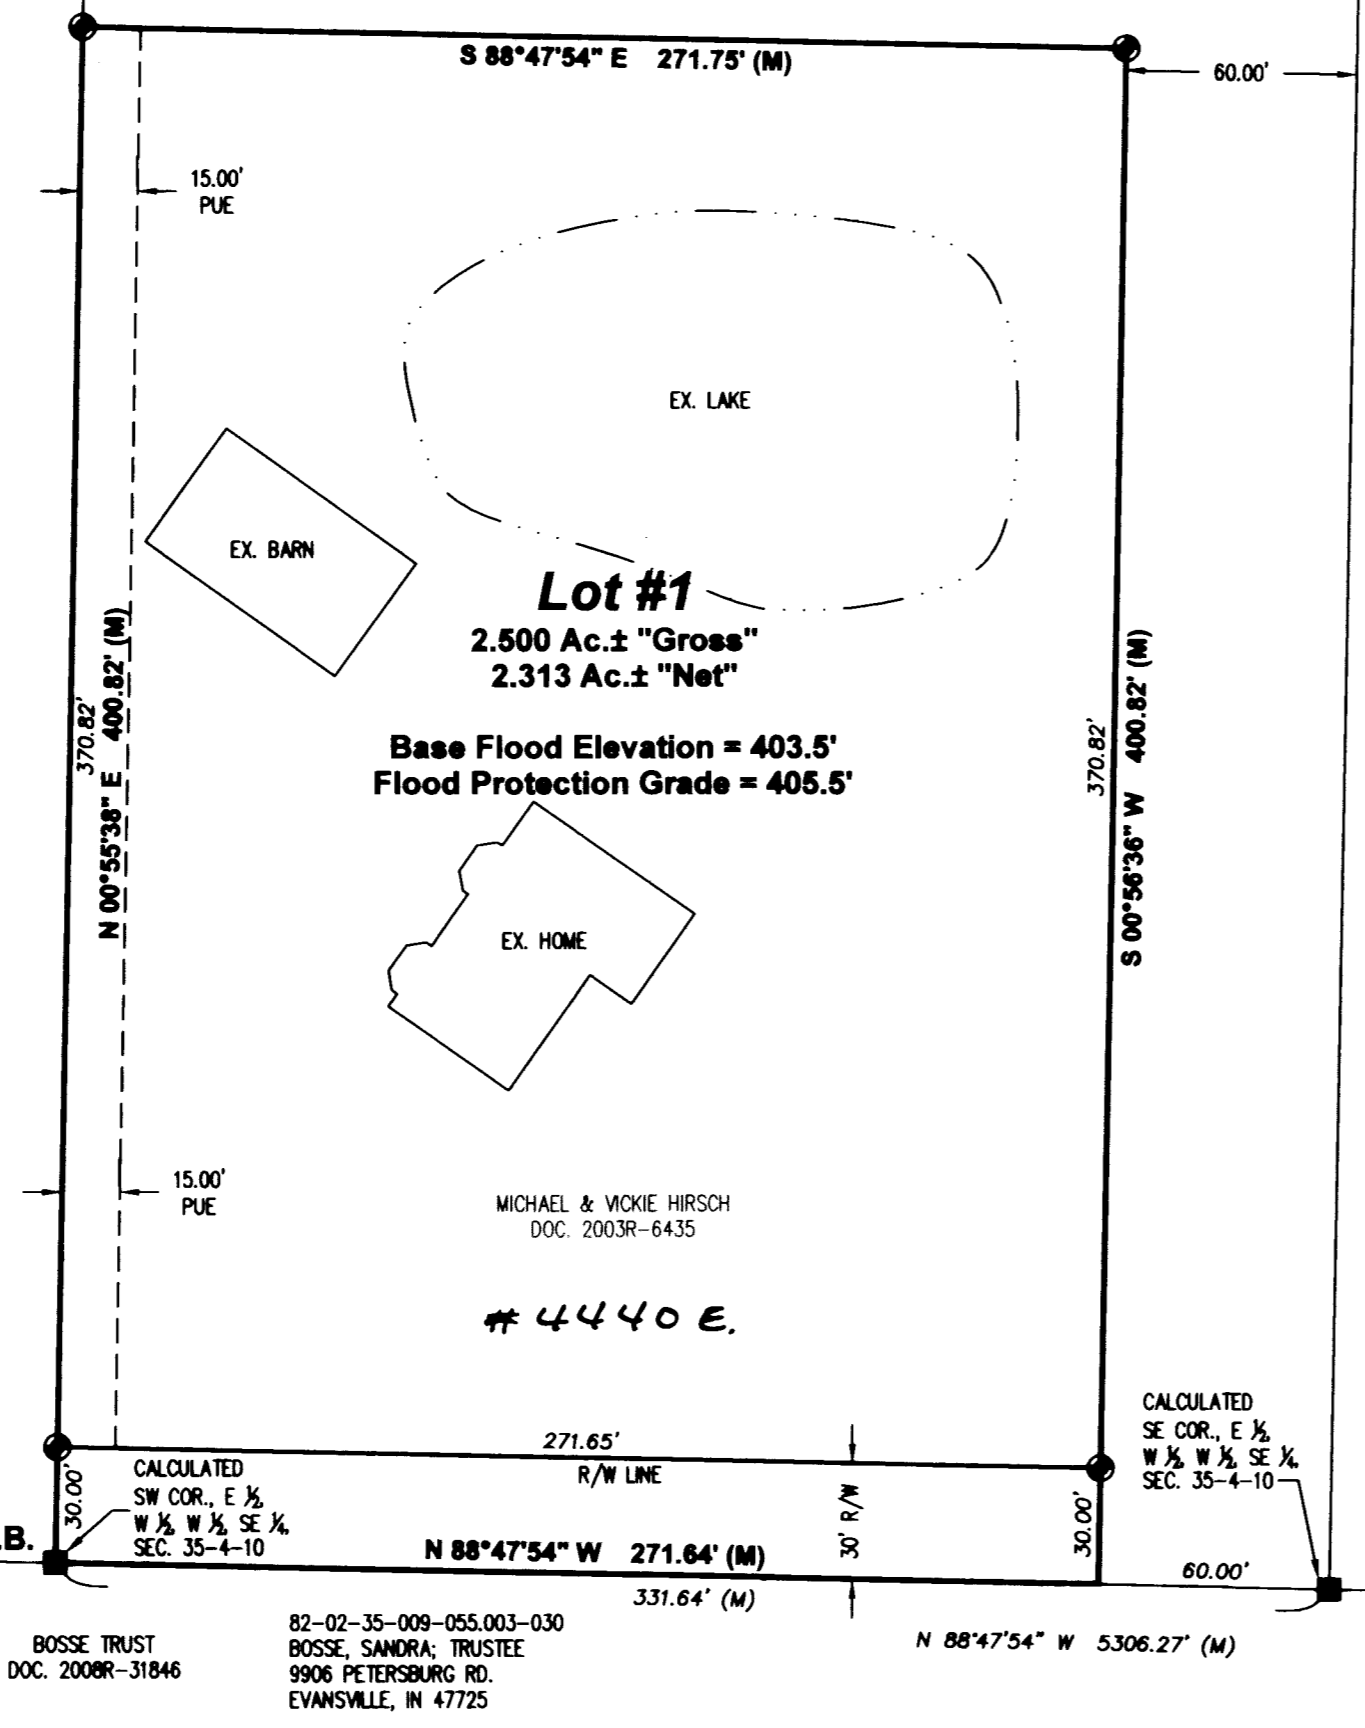 S 88°47'54" E 271.75' (M)
60.00'
15.00'
PUE
EX. LAKE
EX. BARN
Lot #1
2.500 Ac.± "Gross"
2.313 Ac.± "Net"
Base Flood Elevation = 403.5'
Flood Protection Grade = 405.5'
370.82'
N 00°55'38" E 400.82' (M)
370.82'
S 00°56'36" W 400.82' (M)
EX. HOME
15.00'
PUE
MICHAEL & VICKIE HIRSCH
DOC. 2003R-6435
# 4440 E.
271.65'
R/W LINE
CALCULATED
SW COR., E ½,
W ½, W ½, SE ¼,
SEC. 35-4-10
30.00'
30' R/W
30.00'
CALCULATED
SE COR., E ½,
W ½, W ½, SE ¼,
SEC. 35-4-10
.B.
N 88°47'54" W 271.64' (M)
331.64' (M)
60.00'
N 88°47'54" W 5306.27' (M)
BOSSE TRUST
DOC. 2008R-31846
82-02-35-009-055.003-030
BOSSE, SANDRA; TRUSTEE
9906 PETERSBURG RD.
EVANSVILLE, IN 47725